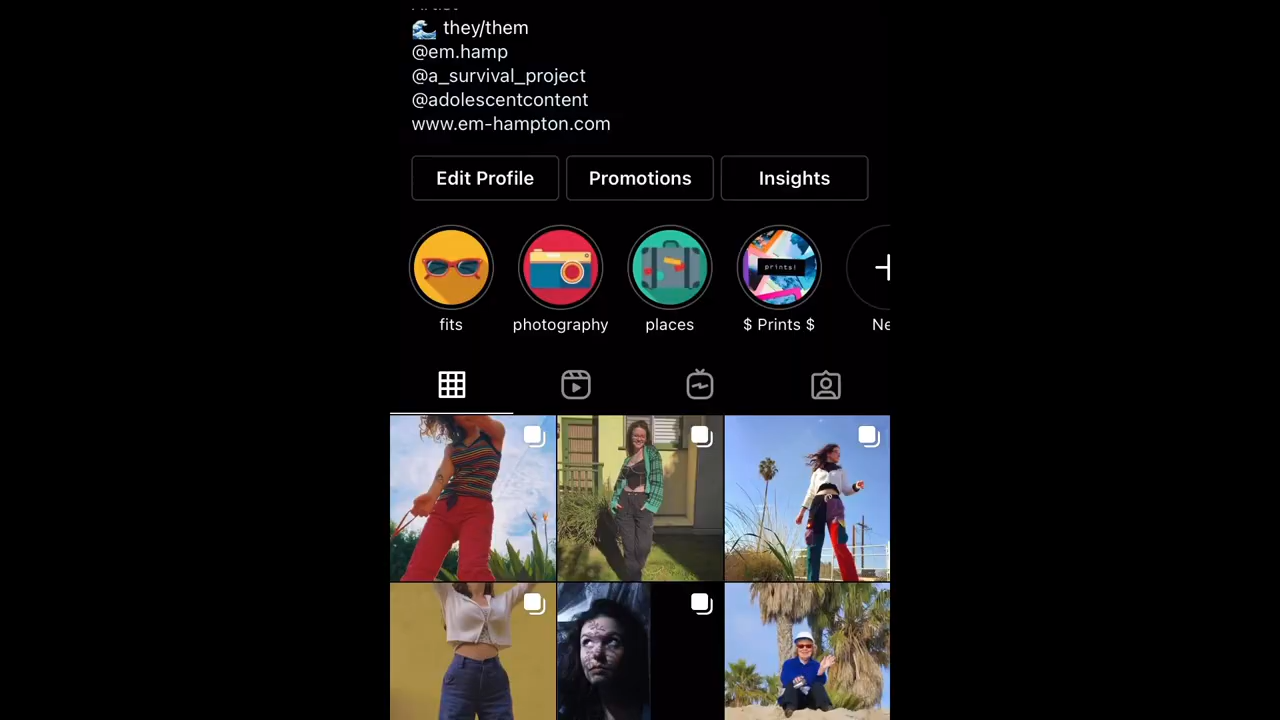 🌊 they/them
@em.hamp
@a_survival_project
@adolescentcontent
www.em-hampton.com
Edit Profile
Promotions
Insights
prints!
fits
photography
places
$ Prints $
Ne